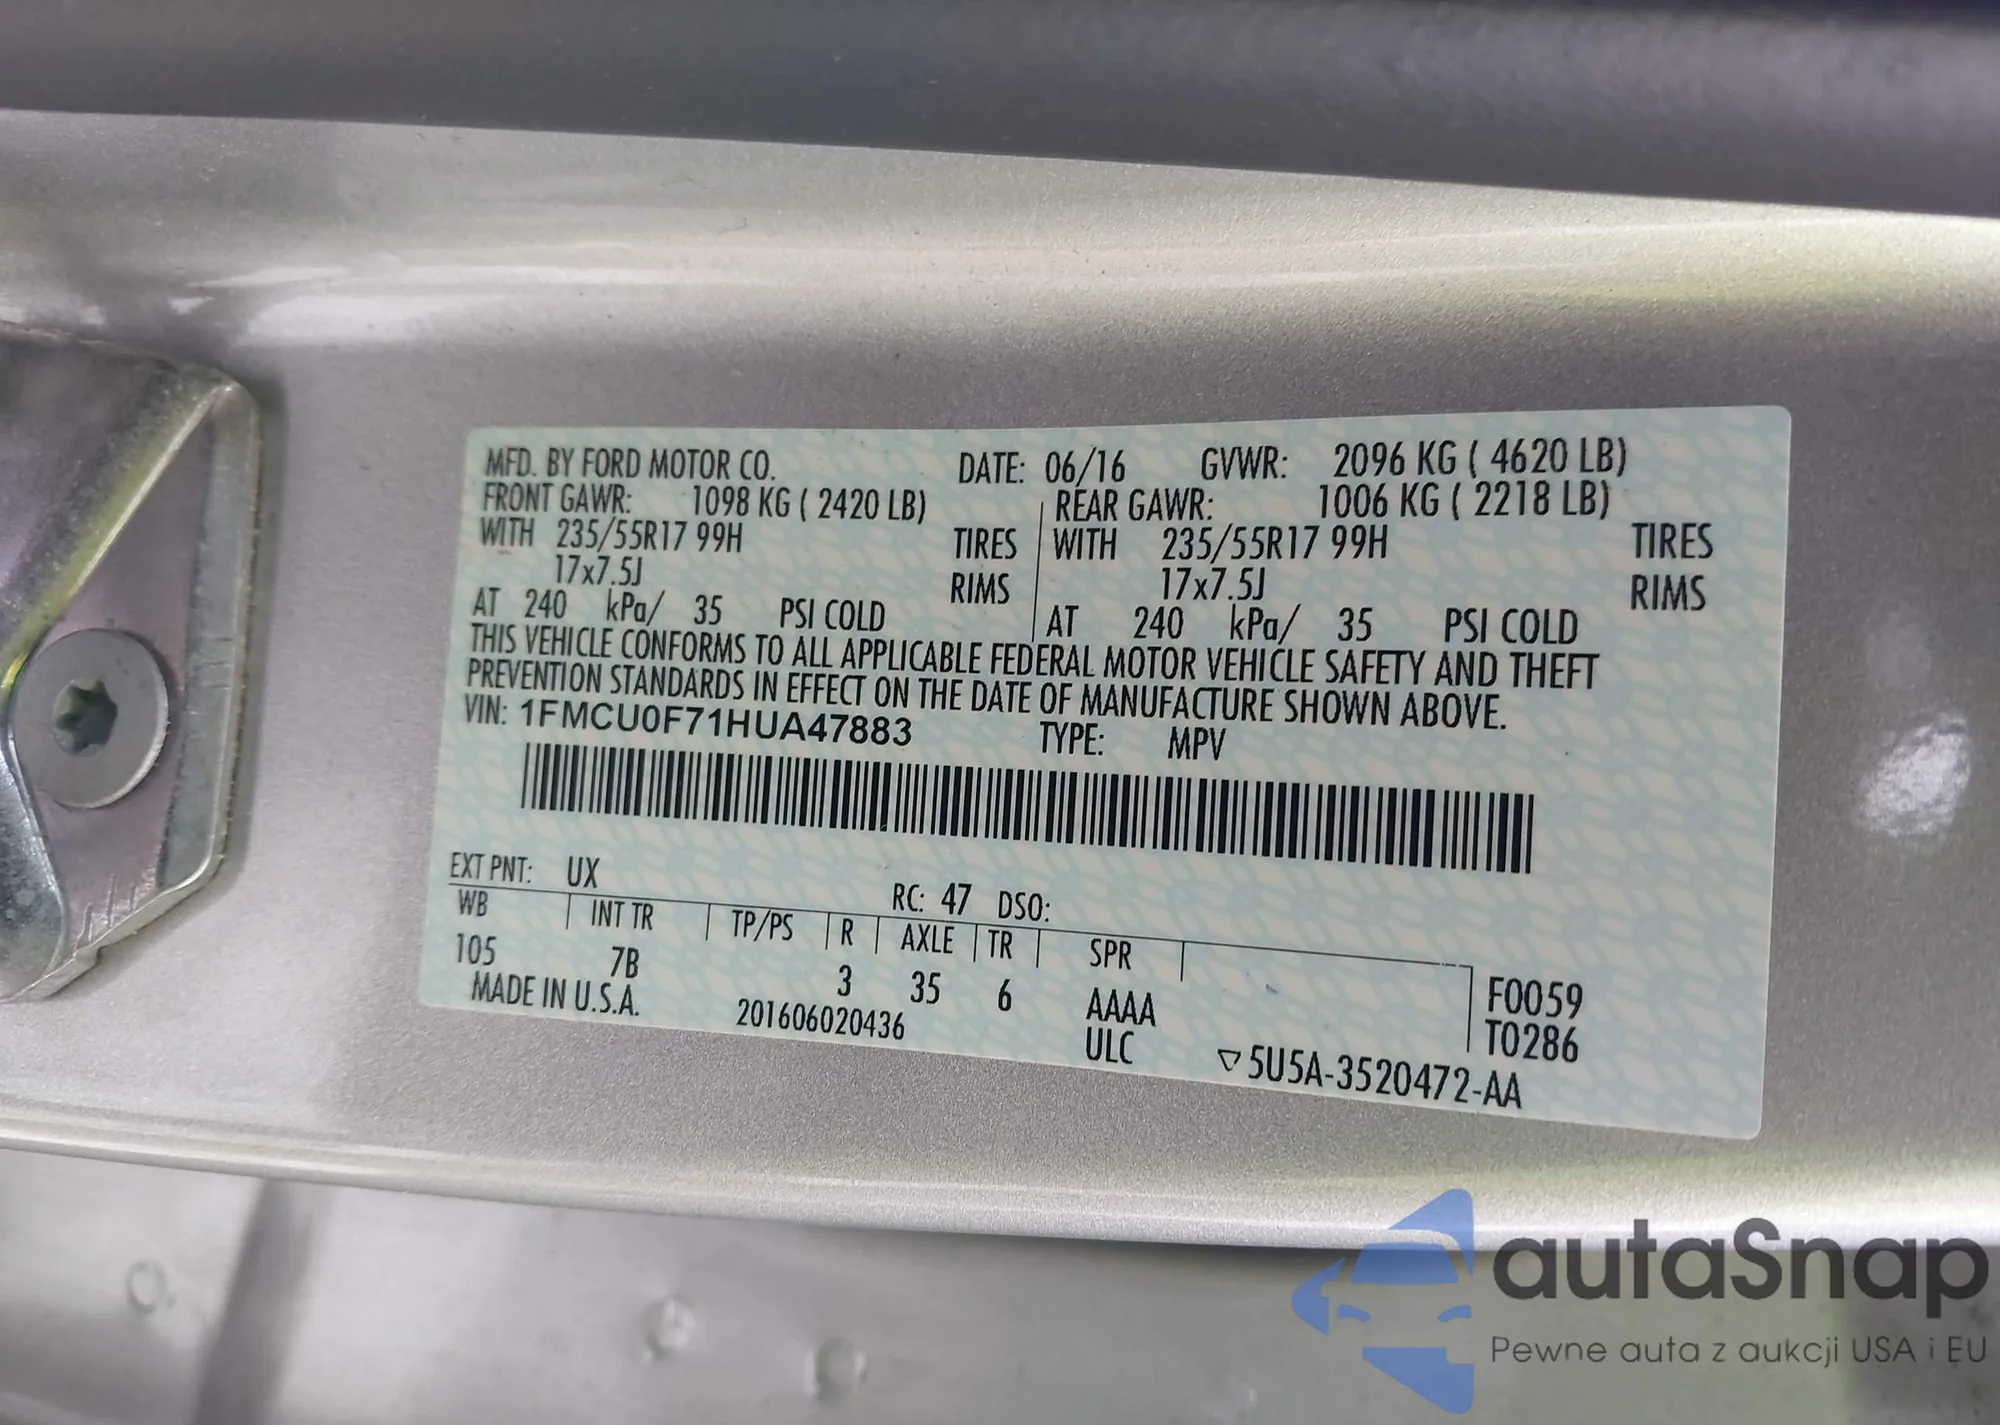 MFD. BY FORD MOTOR CO. DATE: 06/16 GVWR: 2096 KG ( 4620 LB)
FRONT GAWR: 1098 KG ( 2420 LB) REAR GAWR: 1006 KG ( 2218 LB)
WITH 235/55R17 99H TIRES WITH 235/55R17 99H TIRES
17x7.5J RIMS 17x7.5J RIMS
AT 240 kPa/ 35 PSI COLD AT 240 kPa/ 35 PSI COLD
THIS VEHICLE CONFORMS TO ALL APPLICABLE FEDERAL MOTOR VEHICLE SAFETY AND THEFT
PREVENTION STANDARDS IN EFFECT ON THE DATE OF MANUFACTURE SHOWN ABOVE.
VIN: 1FMCU0F71HUA47883 TYPE: MPV
EXT PNT: UX RC: 47 DSO:
WB INT TR TP/PS R AXLE TR SPR
105 7B 3 35 6 AAAA F0059
MADE IN U.S.A. 201606020436 ULC T0286
▽5U5A-3520472-AA
autaSnap
Pewne auta z aukcji USA i EU